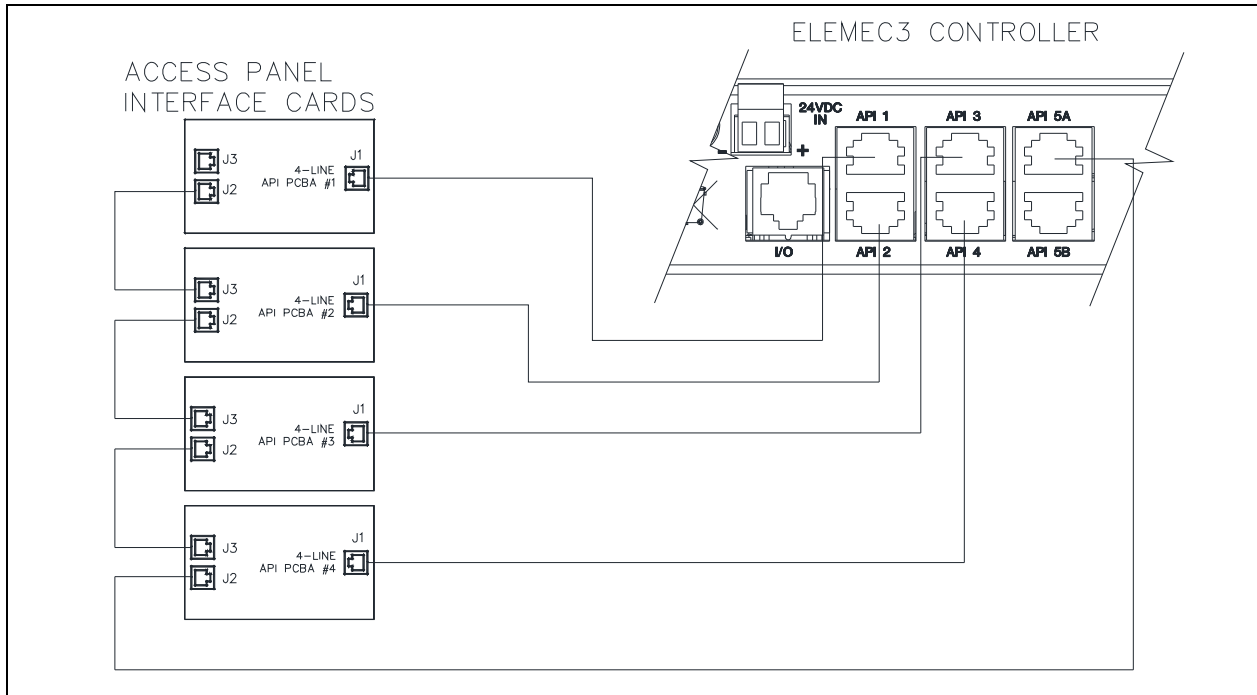 ELEMEC3 CONTROLLER
ACCESS PANEL
INTERFACE CARDS
24VDC
IN
+
API 1
API 3
API 5A
I/O
API 2
API 4
API 5B
J3
J2
4-LINE
API PCBA #1
J1
J3
J2
4-LINE
API PCBA #2
J1
J3
J2
4-LINE
API PCBA #3
J1
J3
J2
4-LINE
API PCBA #4
J1